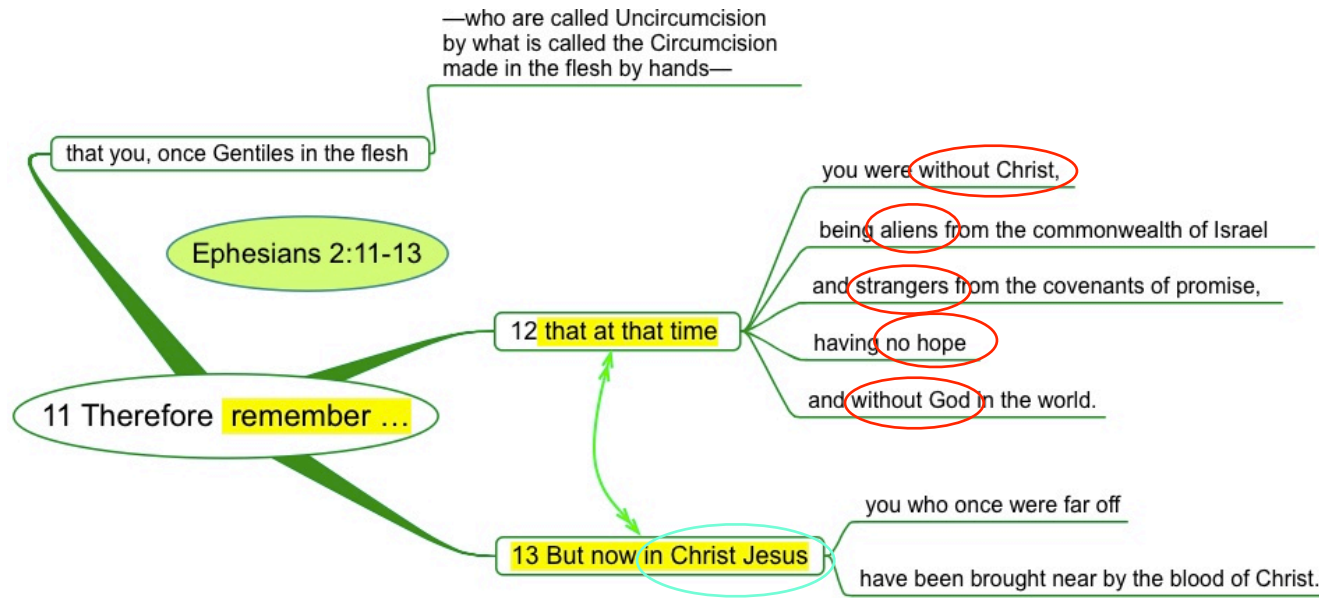 —who are called Uncircumcision
by what is called the Circumcision
made in the flesh by hands—
that you, once Gentiles in the flesh
Ephesians 2:11-13
11 Therefore remember ...
12 that at that time
you were without Christ,
being aliens from the commonwealth of Israel
and strangers from the covenants of promise,
having no hope
and without God in the world.
13 But now in Christ Jesus
you who once were far off
have been brought near by the blood of Christ.